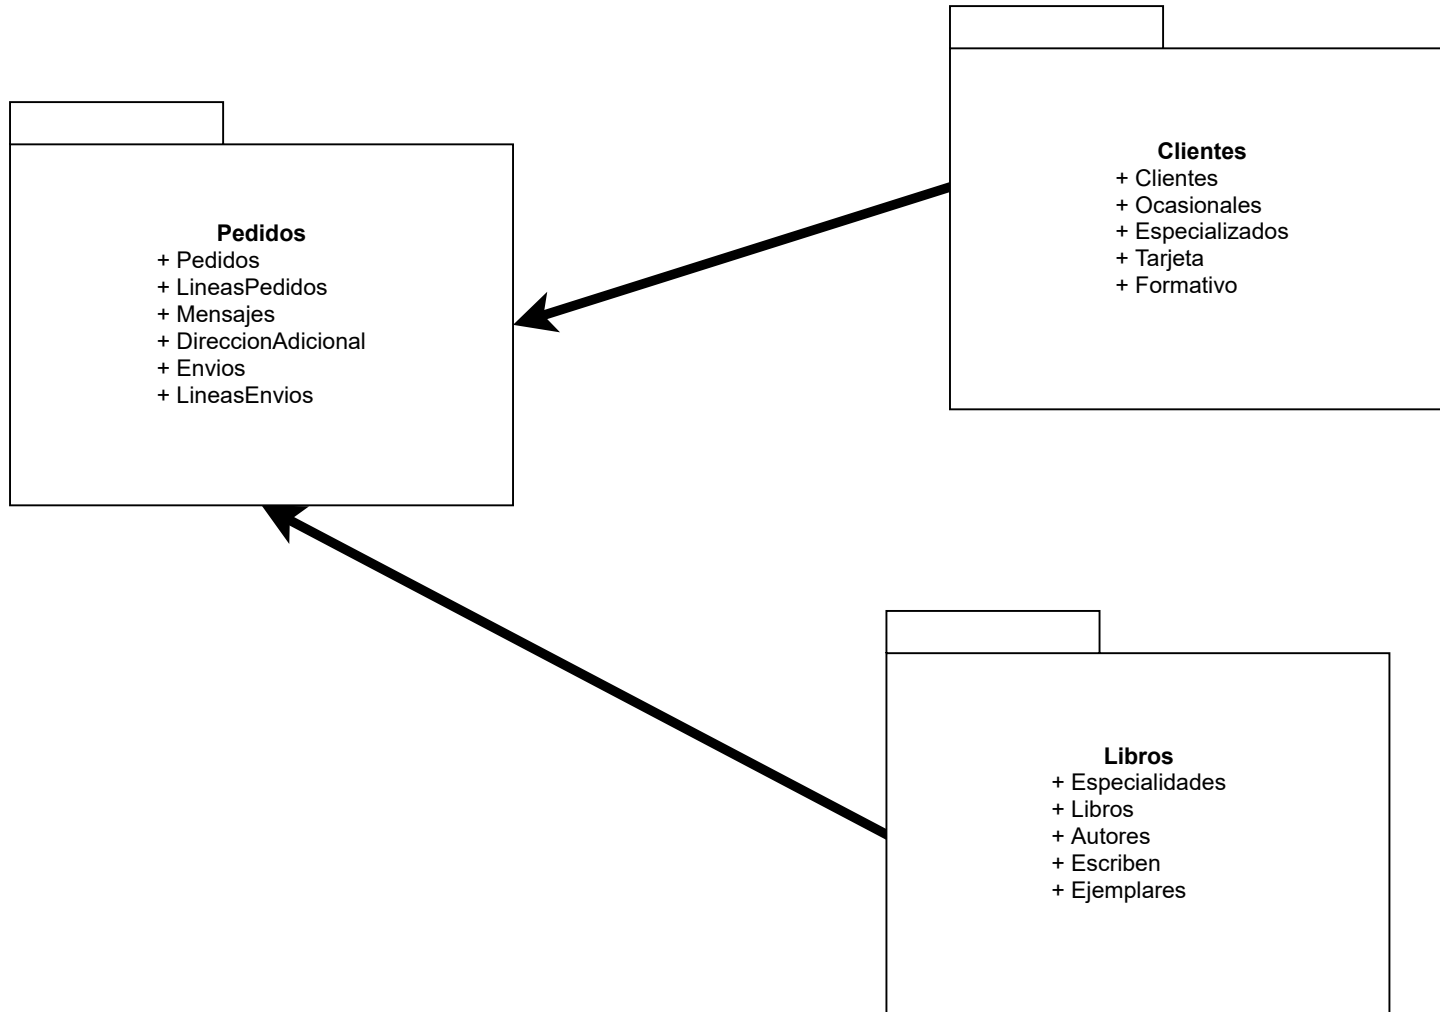 Pedidos
+ Pedidos
+ LineasPedidos
+ Mensajes
+ DireccionAdicional
+ Envios
+ LineasEnvios
Clientes
+ Clientes
+ Ocasionales
+ Especializados
+ Tarjeta
+ Formativo
Libros
+ Especialidades
+ Libros
+ Autores
+ Escriben
+ Ejemplares